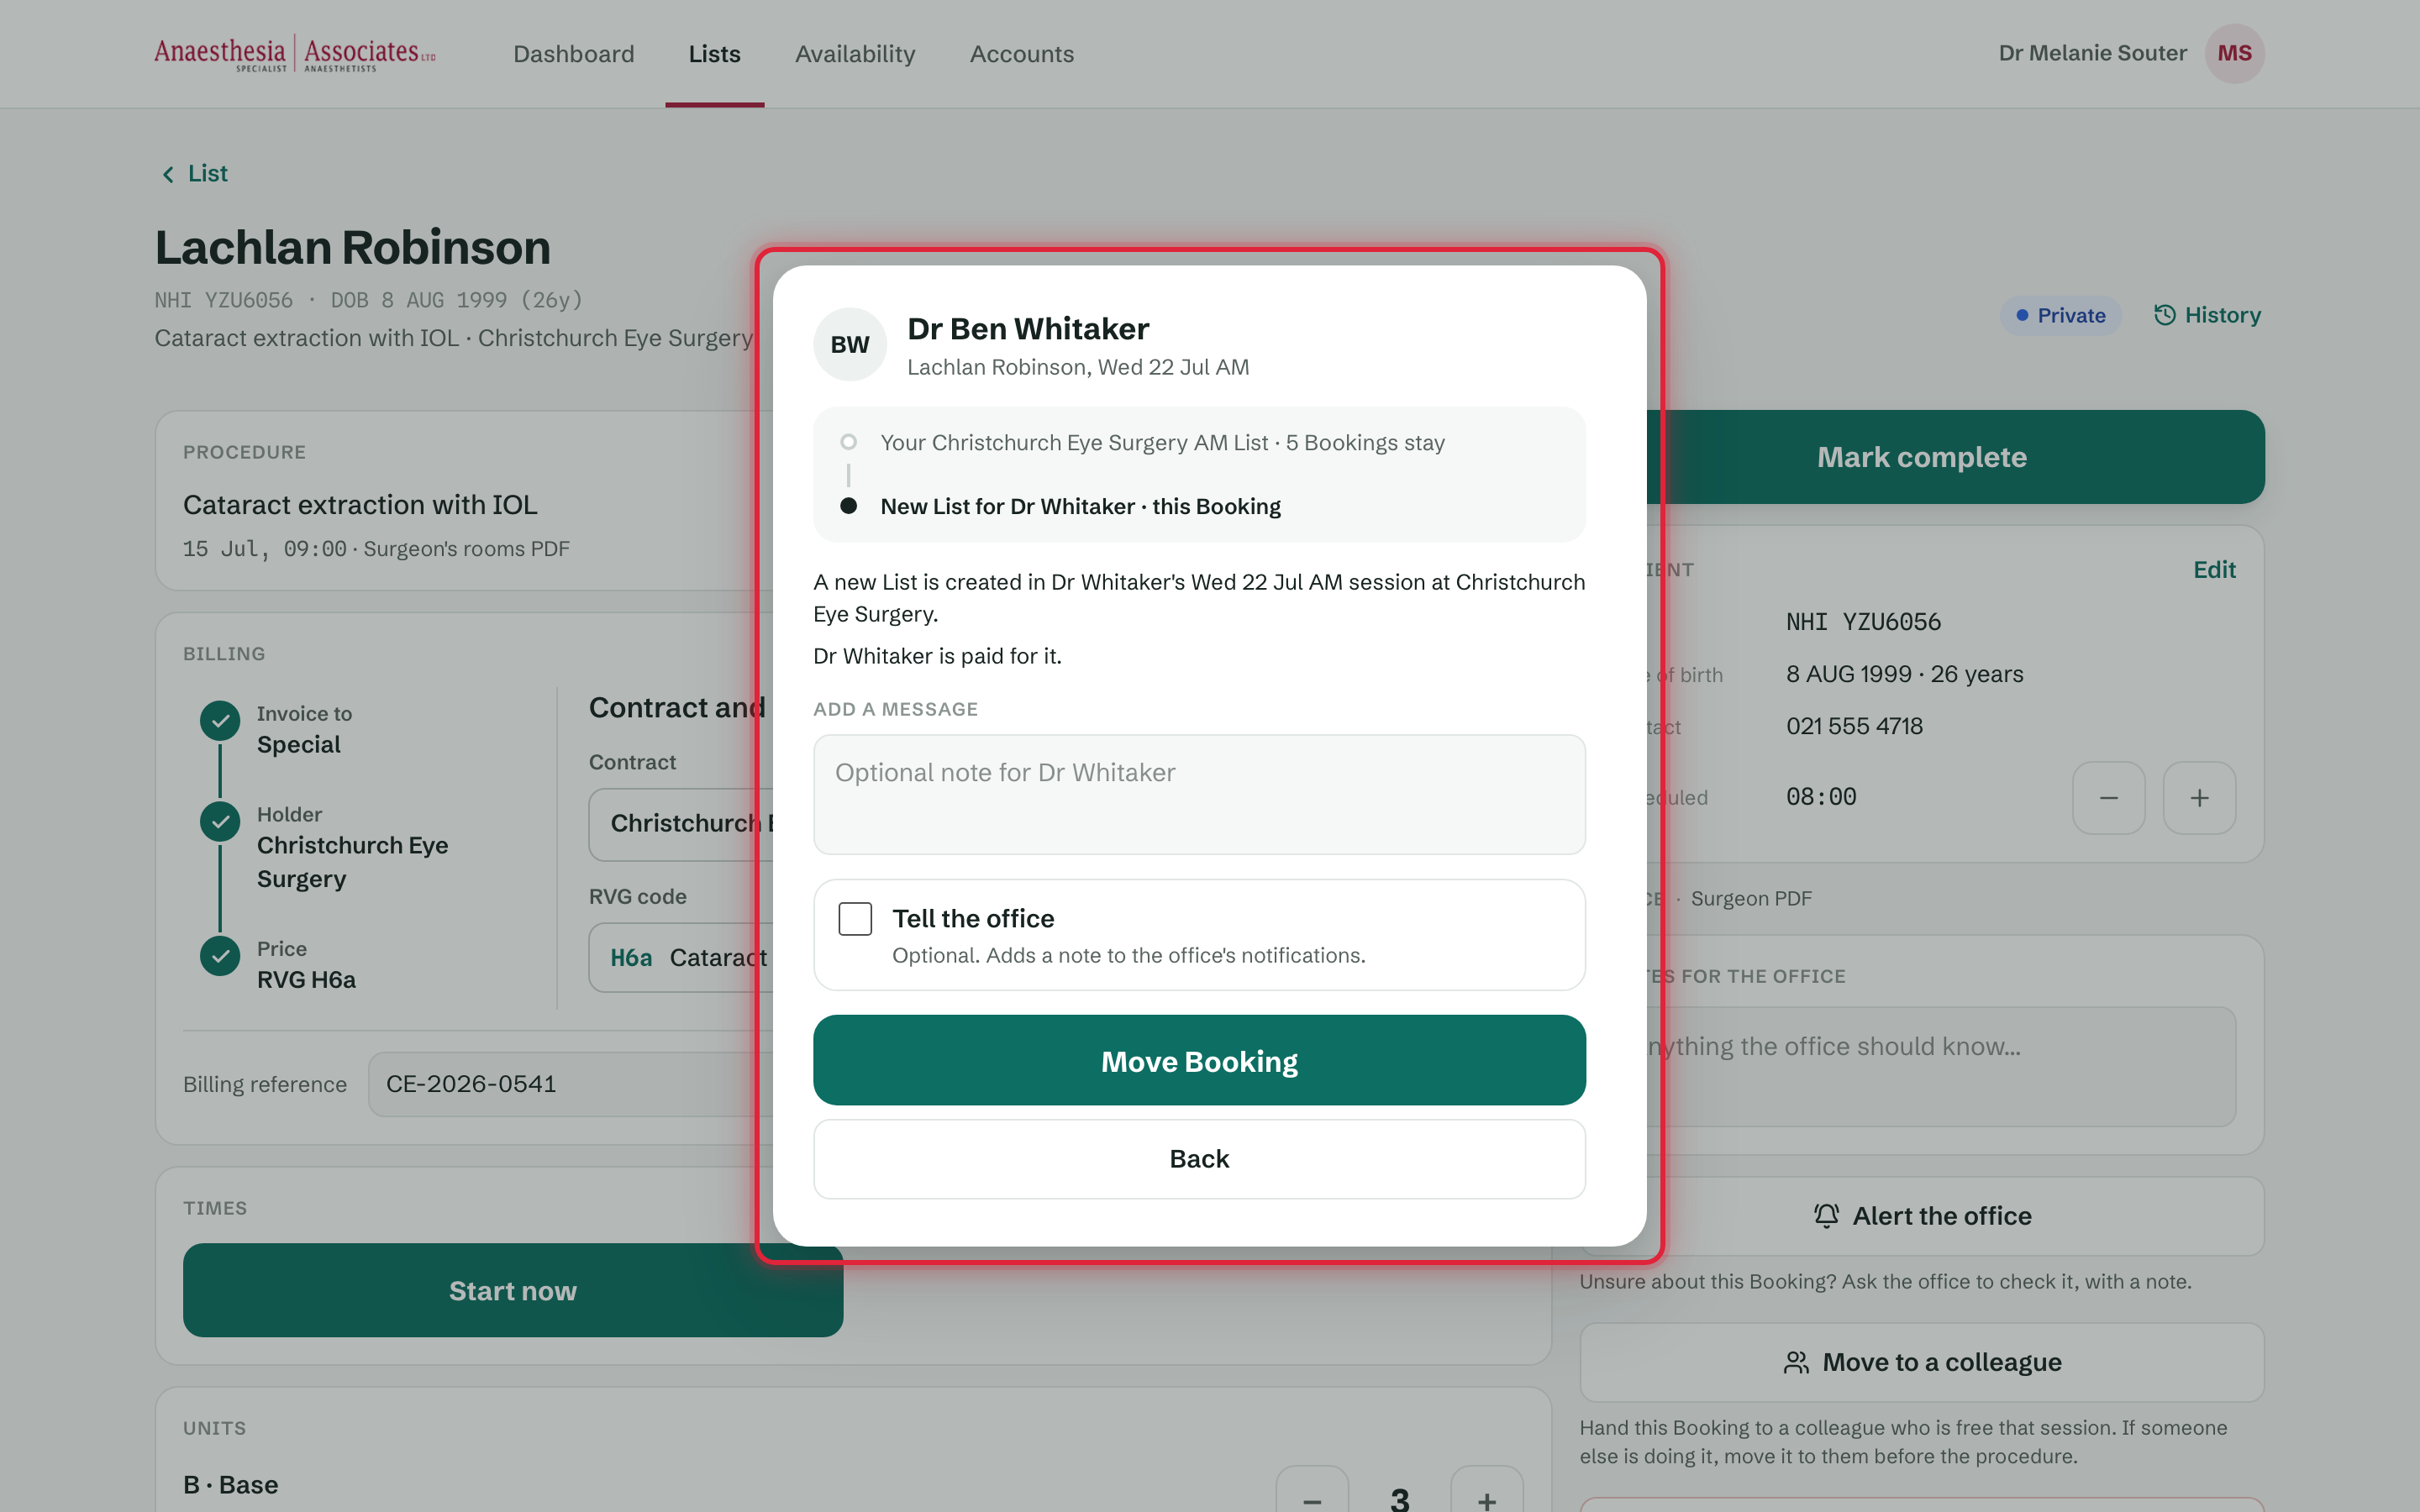 Anaesthesia | Associates LTD
SPECIALIST ANAESTHETISTS
Dashboard
Lists
Availability
Accounts
Dr Melanie Souter
MS
List
Lachlan Robinson
NHI YZU6056 · DOB 8 AUG 1999 (26y)
Cataract extraction with IOL · Christchurch Eye Surgery
Private
History
PROCEDURE
Cataract extraction with IOL
15 Jul, 09:00 · Surgeon's rooms PDF
BILLING
Invoice to
Special
Holder
Christchurch Eye
Surgery
Price
RVG H6a
Contract and
Contract
Christchurch
RVG code
H6a Cataract
Billing reference
CE-2026-0541
TIMES
Start now
UNITS
B · Base
3
BW
Dr Ben Whitaker
Lachlan Robinson, Wed 22 Jul AM
Your Christchurch Eye Surgery AM List · 5 Bookings stay
New List for Dr Whitaker · this Booking
A new List is created in Dr Whitaker's Wed 22 Jul AM session at Christchurch
Eye Surgery.
Dr Whitaker is paid for it.
ADD A MESSAGE
Optional note for Dr Whitaker
Tell the office
Optional. Adds a note to the office's notifications.
Move Booking
Back
Mark complete
Edit
NHI YZU6056
of birth
8 AUG 1999 · 26 years
021 555 4718
08:00
· Surgeon PDF
FOR THE OFFICE
the office should know...
Alert the office
Unsure about this Booking? Ask the office to check it, with a note.
Move to a colleague
Hand this Booking to a colleague who is free that session. If someone
else is doing it, move it to them before the procedure.